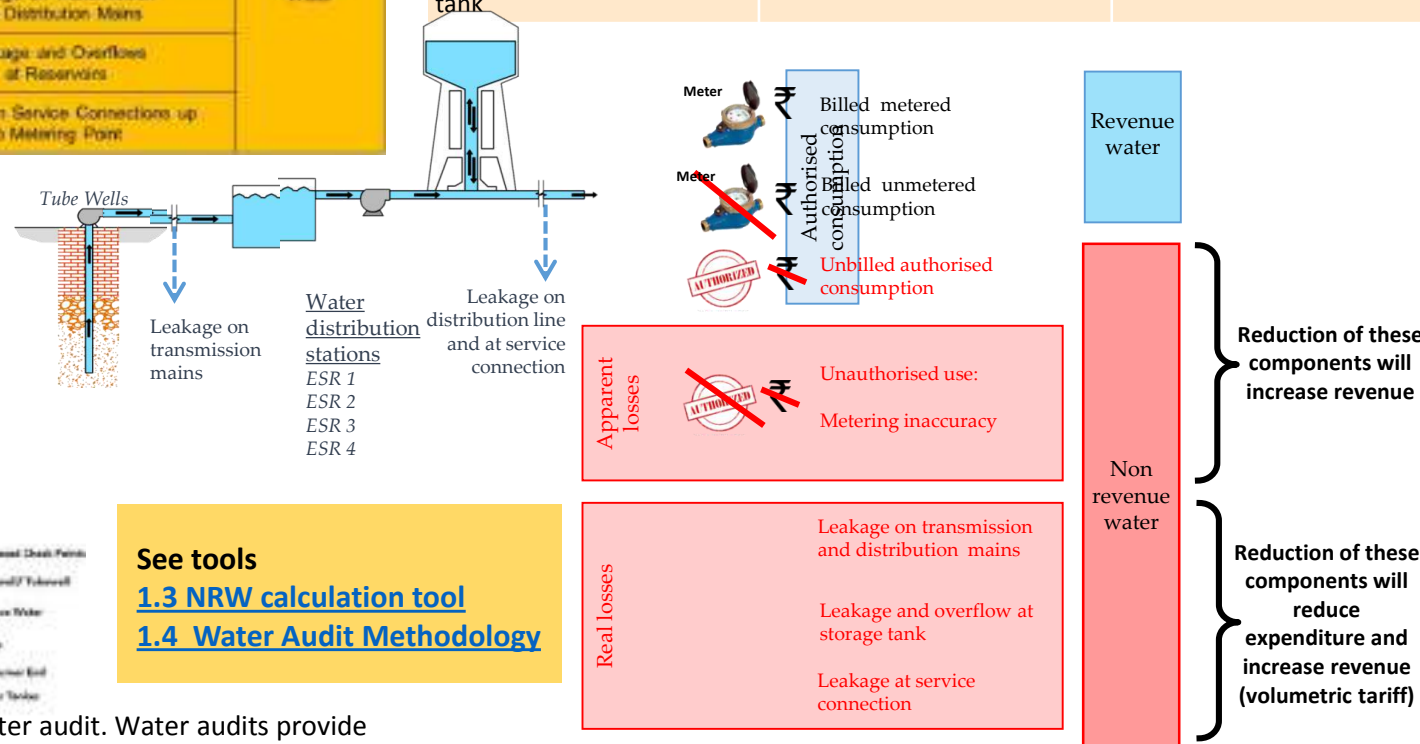 Distribution Mains
and Overflows
at Reservoirs
Service Connections up
Metering Point
tank
Tube Wells
Leakage on
transmission
mains
Water
distribution
stations
ESR 1
ESR 2
ESR 3
ESR 4
Leakage on
distribution line
and at service
connection
Meter
₹
Billed metered
consumption
Meter
₹
Billed unmetered
consumption
Authorised
consumption
AUTHORIZED
₹
Unbilled authorised
consumption
Apparent
losses
AUTHORIZED
₹
Unauthorised use:
Metering inaccuracy
Real losses
Leakage on transmission
and distribution mains
Leakage and overflow at
storage tank
Leakage at service
connection
Revenue
water
Non
revenue
water
Reduction of these
components will
increase revenue
Reduction of these
components will
reduce
expenditure and
increase revenue
(volumetric tariff)
See tools
1.3 NRW calculation tool
1.4 Water Audit Methodology
Water
audit. Water audits provide